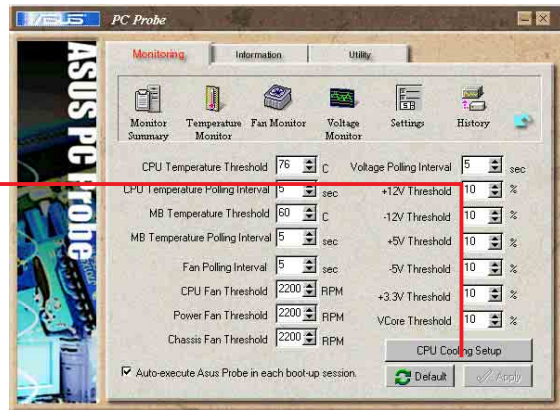 ASUS PC Probe
ASUS PC Probe
Monitoring Information Utility
Monitor Summary
Temperature Monitor
Fan Monitor
Voltage Monitor
Settings
History
CPU Temperature Threshold 76 C Voltage Polling Interval 5 sec
CPU Temperature Polling Interval 5 sec +12V Threshold 10 %
MB Temperature Threshold 60 C -12V Threshold 10 %
MB Temperature Polling Interval 5 sec +5V Threshold 10 %
Fan Polling Interval 5 sec -5V Threshold 10 %
CPU Fan Threshold 2200 RPM +3.3V Threshold 10 %
Power Fan Threshold 2200 RPM VCore Threshold 10 %
Chassis Fan Threshold 2200 RPM
CPU Cooling Setup
Auto-execute Asus Probe in each boot-up session. Default Apply